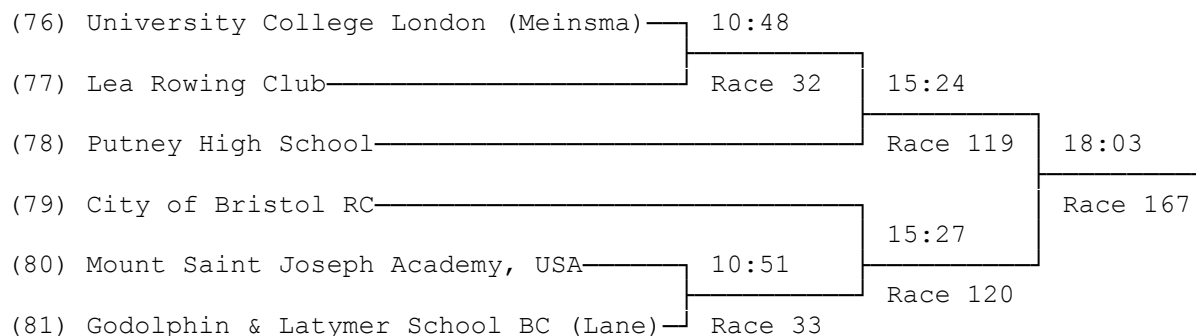 (76) University College London (Meinsma) 10:48
(77) Lea Rowing Club Race 32 15:24
(78) Putney High School Race 119 18:03
(79) City of Bristol RC Race 167
15:27
(80) Mount Saint Joseph Academy, USA 10:51
Race 120
(81) Godolphin & Latymer School BC (Lane) Race 33